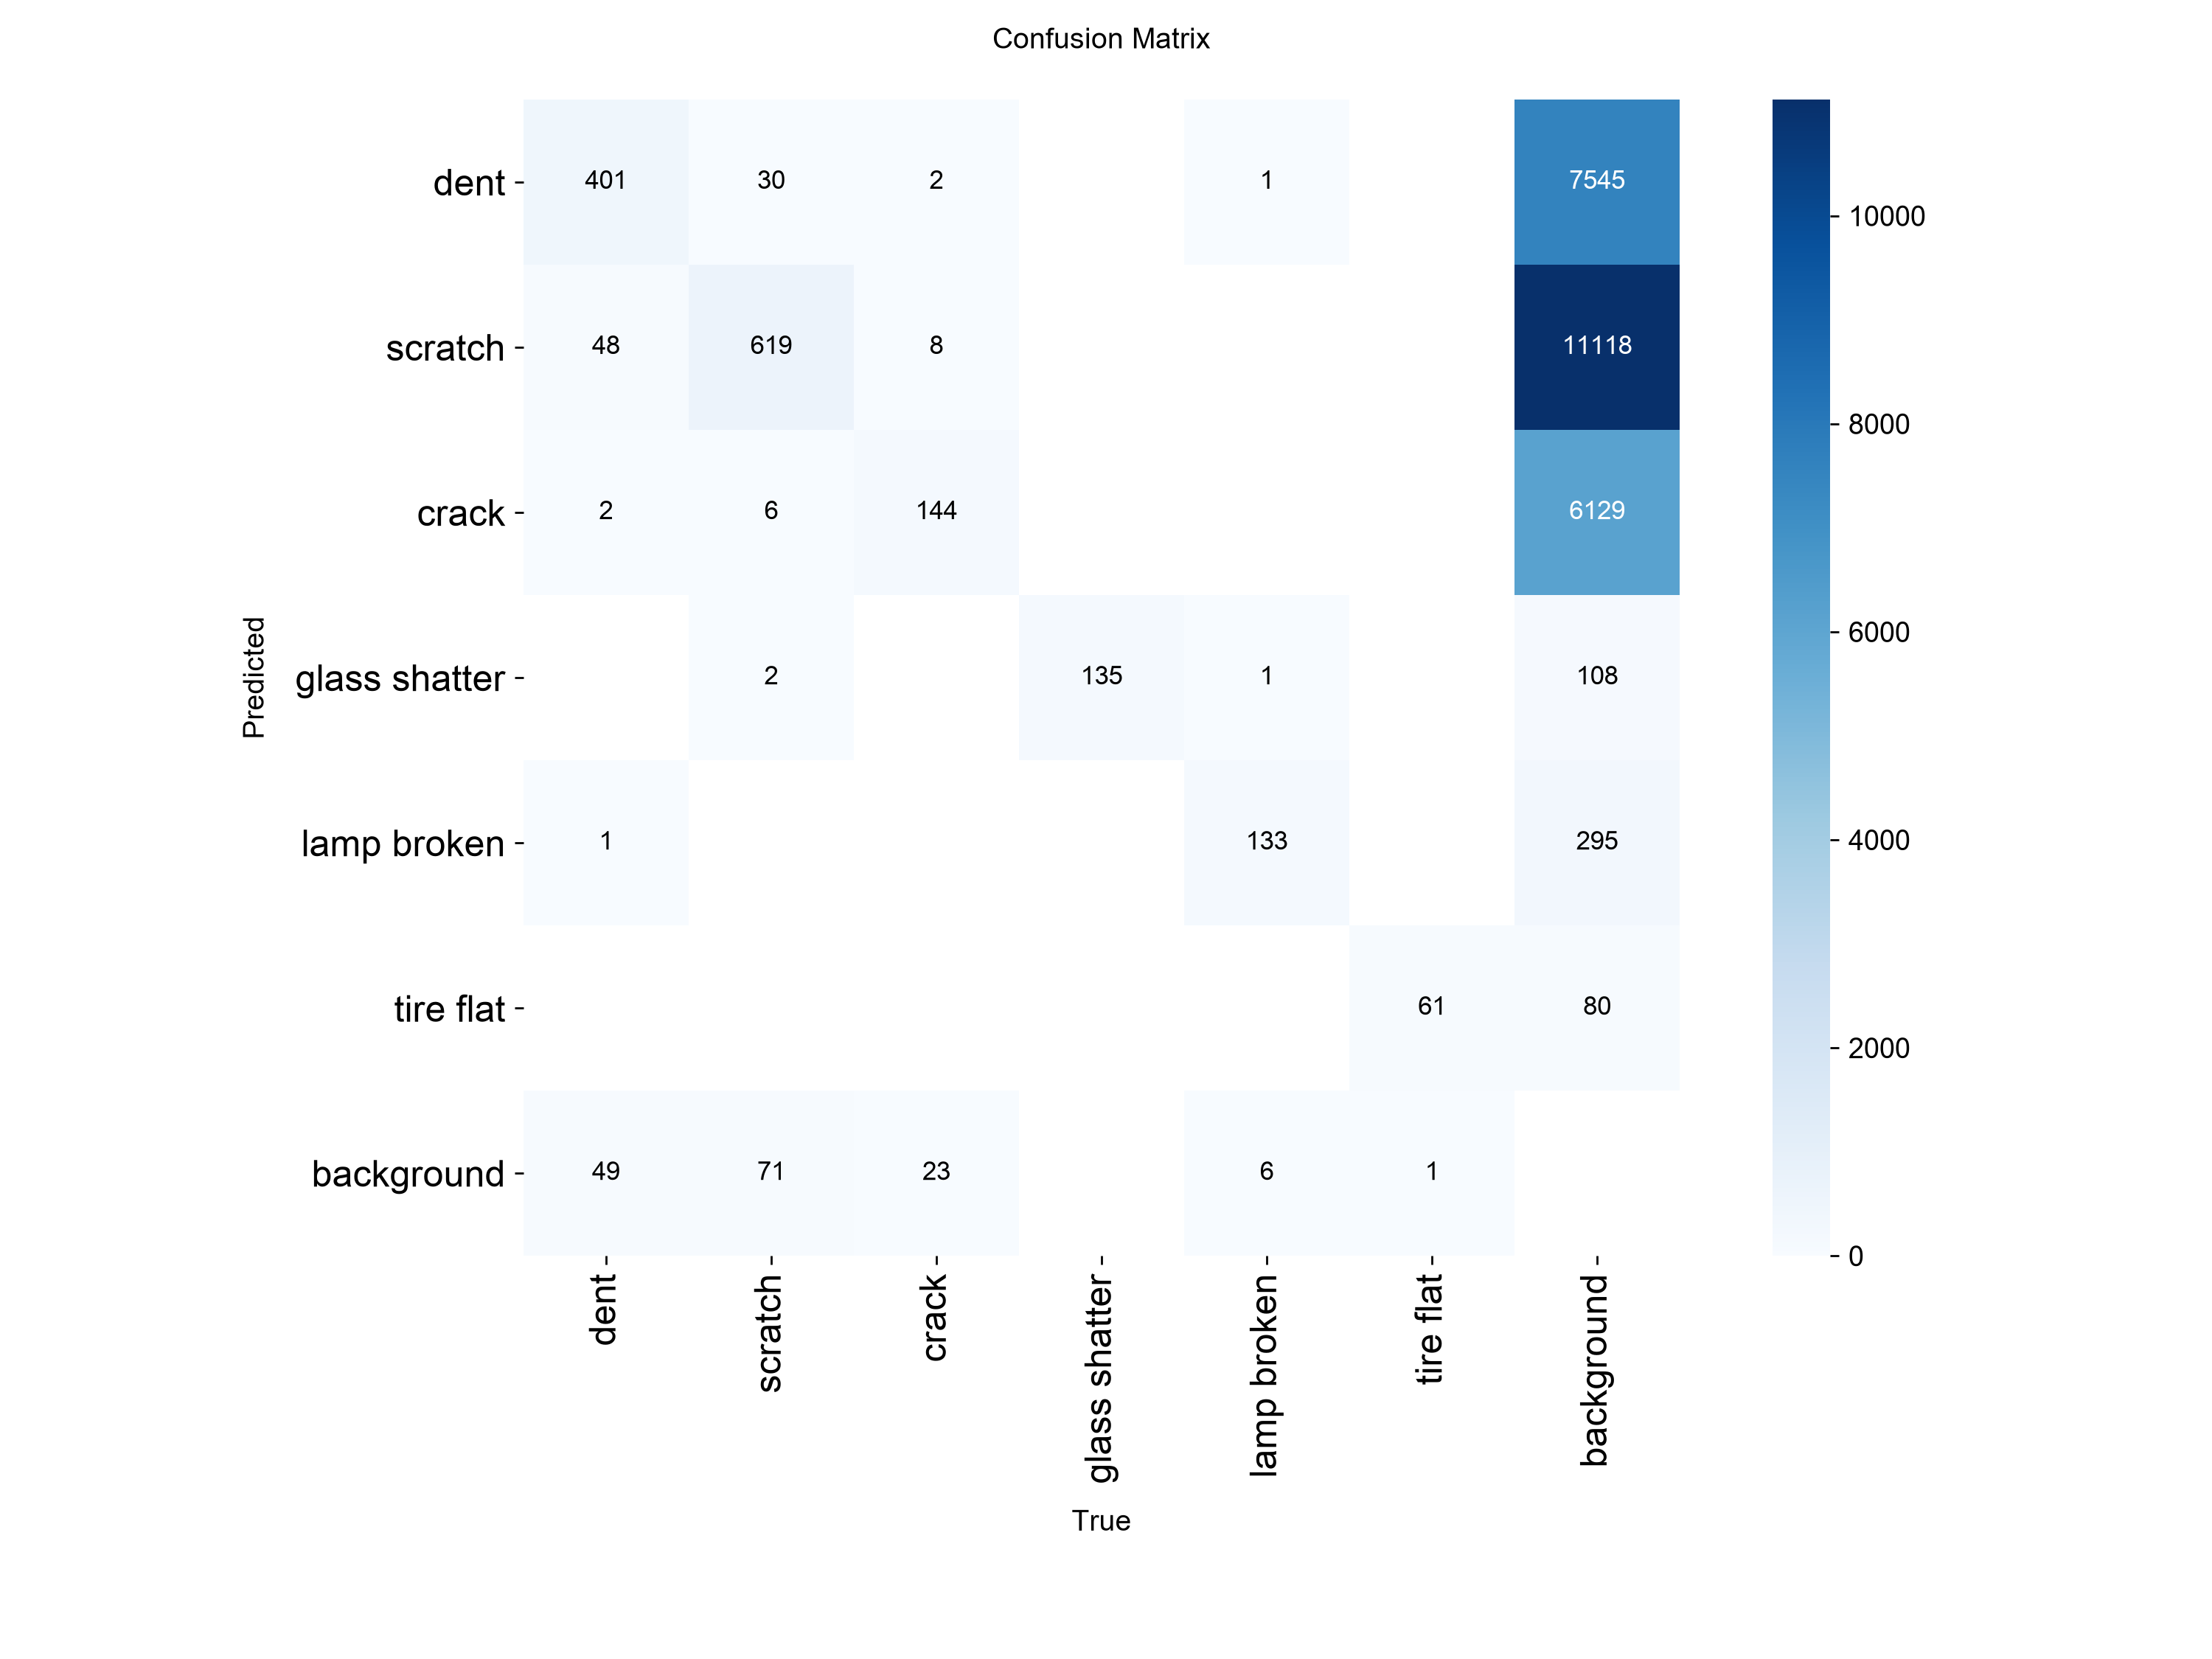 Confusion Matrix
dent 401 30 2 1 7545
scratch 48 619 8 11118
crack 2 6 144 6129
glass shatter 2 135 1 108
lamp broken 1 133 295
tire flat 61 80
background 49 71 23 6 1
Predicted
dent
scratch
crack
glass shatter
lamp broken
tire flat
background
True
10000
8000
6000
4000
2000
0